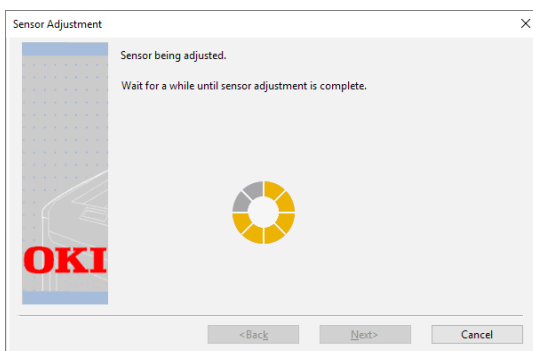 Sensor Adjustment
Sensor being adjusted.
Wait for a while until sensor adjustment is complete.
OKI
<Back
Next>
Cancel